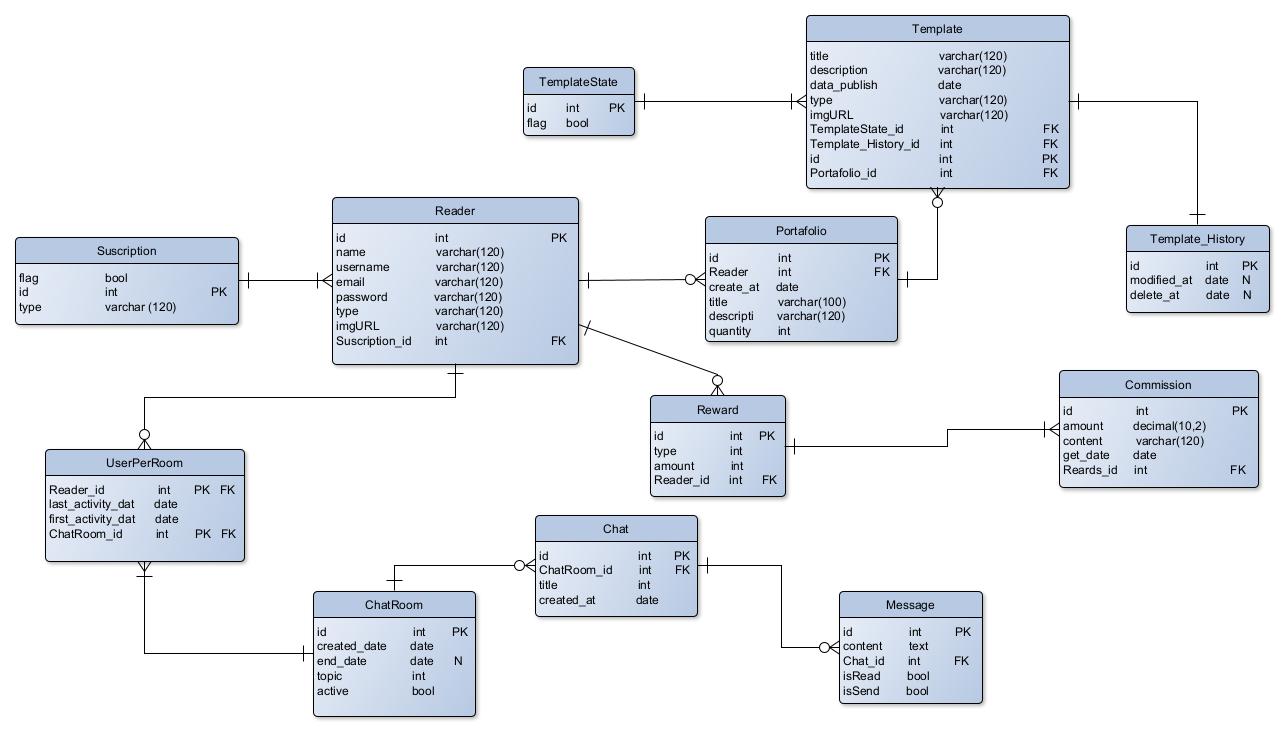 Template
title varchar(120)
description varchar(120)
data_publish date
type varchar(120)
imgURL varchar(120)
TemplateState_id int FK
Template_History_id int FK
id int PK
Portafolio_id int FK
TemplateState
id int PK
flag bool
Reader
id int PK
name varchar(120)
username varchar(120)
email varchar(120)
password varchar(120)
type varchar(120)
imgURL varchar(120)
Suscription_id int FK
Suscription
flag bool
id int PK
type varchar (120)
Portafolio
id int PK
Reader int FK
create_at date
title varchar(100)
descripti varchar(120)
quantity int
Template_History
id int PK
modified_at date N
delete_at date N
Reward
id int PK
type int
amount int
Reader_id int FK
Commission
id int PK
amount decimal(10,2)
content varchar(120)
get_date date
Reards_id int FK
UserPerRoom
Reader_id int PK FK
last_activity_dat date
first_activity_dat date
ChatRoom_id int PK FK
Chat
id int PK
ChatRoom_id int FK
title int
created_at date
ChatRoom
id int PK
created_date date
end_date date N
topic int
active bool
Message
id int PK
content text
Chat_id int FK
isRead bool
isSend bool